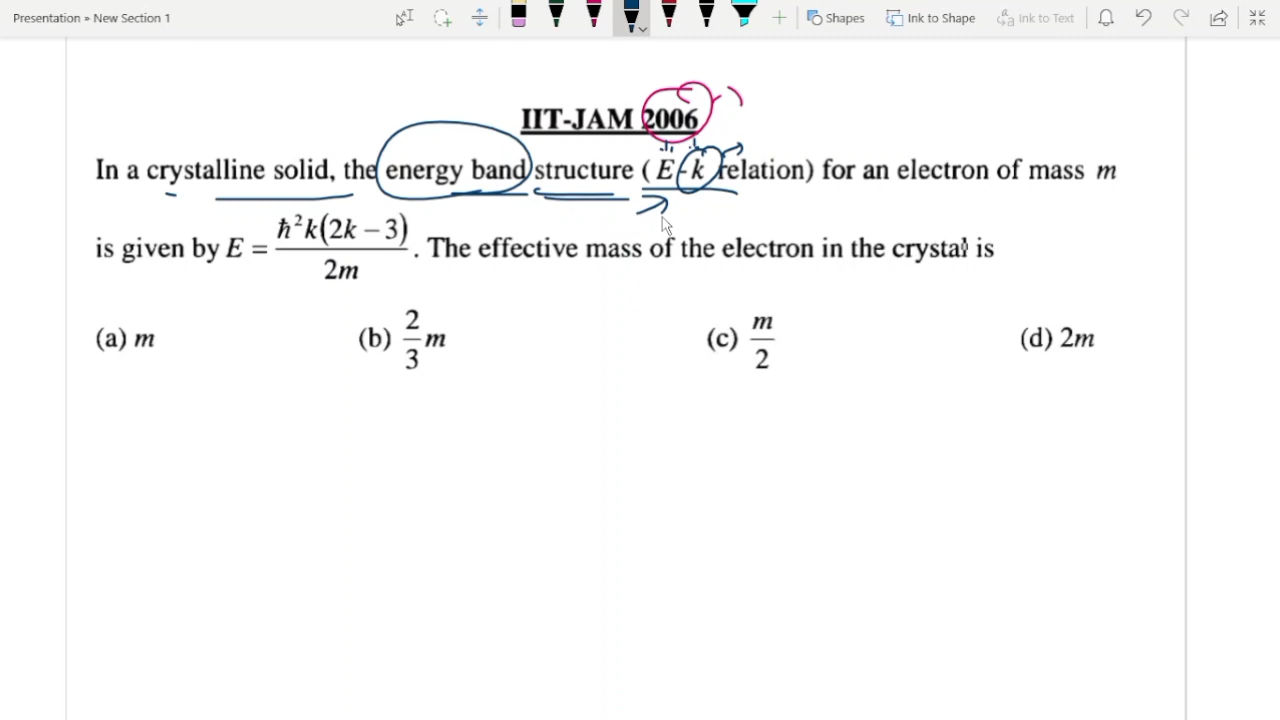 Presentation » New Section 1
Shapes
Ink to Shape
Ink to Text
IIT-JAM 2006
In a crystalline solid, the energy band structure (E-k relation) for an electron of mass m
is given by E = ħ²k(2k – 3) / 2m. The effective mass of the electron in the crystal is
(a) m (b) 2/3 m (c) m/2 (d) 2m